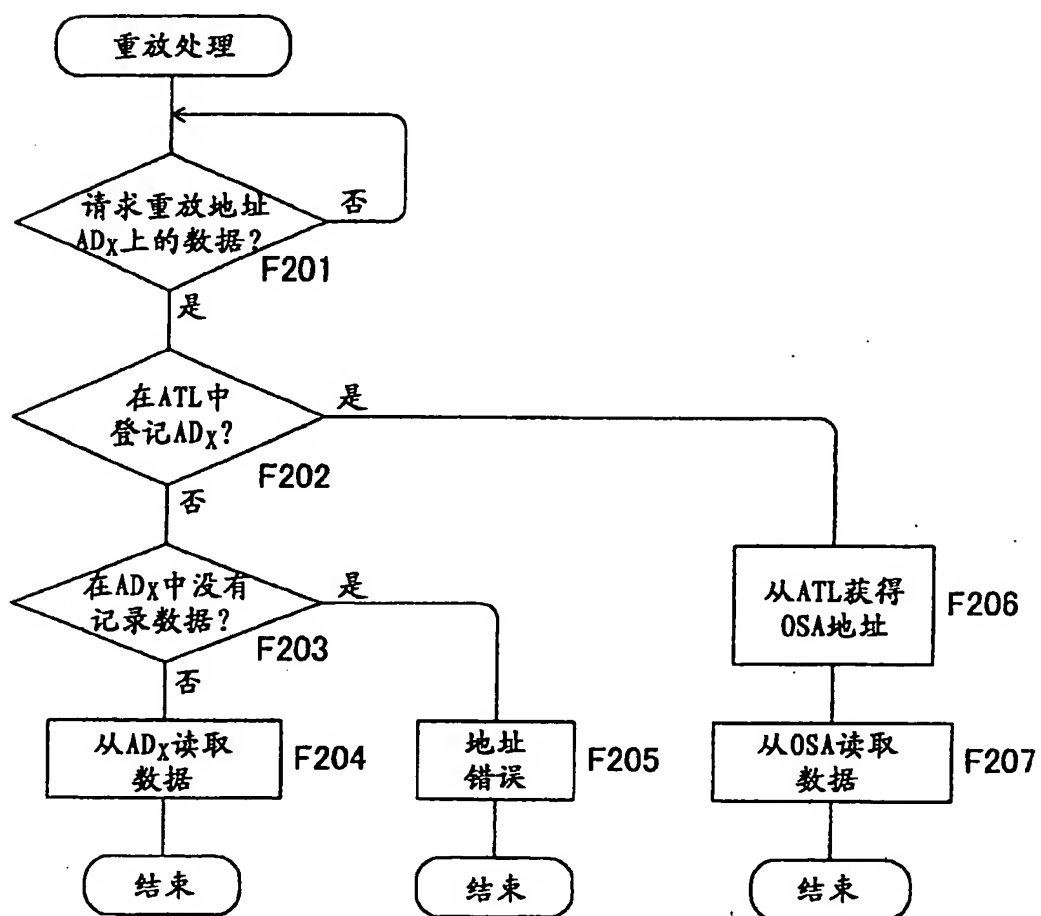 重放处理
请求重放地址
ADX上的数据?
否
F201
是
在ATL中
登记ADX?
是
F202
否
在ADX中没有
记录数据?
是
F203
否
从ADX读取
数据
F204
地址
错误
F205
从ATL获得
OSA地址
F206
从OSA读取
数据
F207
结束
结束
结束